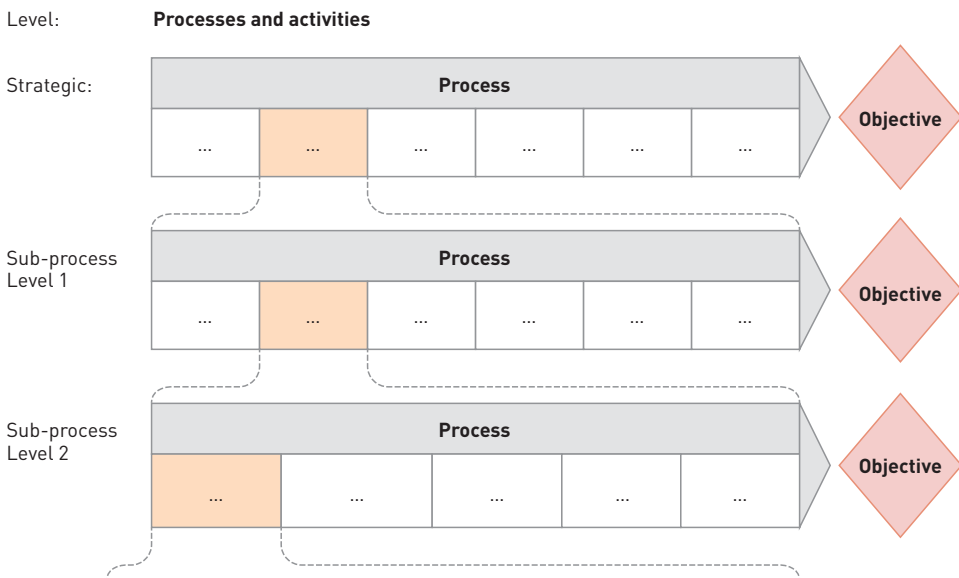 Level: Processes and activities
Strategic: Process
Objective
... ... ... ... ... ...
Sub-process
Level 1
Process
Objective
... ... ... ... ... ...
Sub-process
Level 2
Process
Objective
... ... ... ... ...